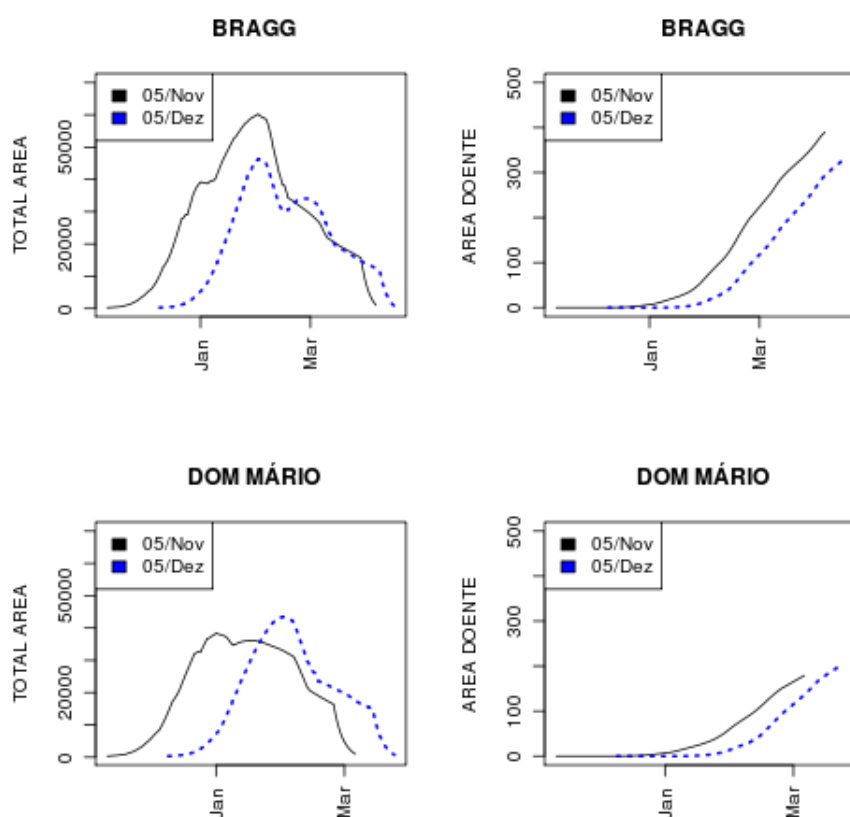 BRAGG
TOTAL AREA
0 20000 50000
05/Nov
05/Dez
Jan Mar
BRAGG
AREA DOENTE
0 100 300 500
05/Nov
05/Dez
Jan Mar
DOM MÁRIO
TOTAL AREA
0 20000 50000
05/Nov
05/Dez
Jan Mar
DOM MÁRIO
AREA DOENTE
0 100 300 500
05/Nov
05/Dez
Jan Mar